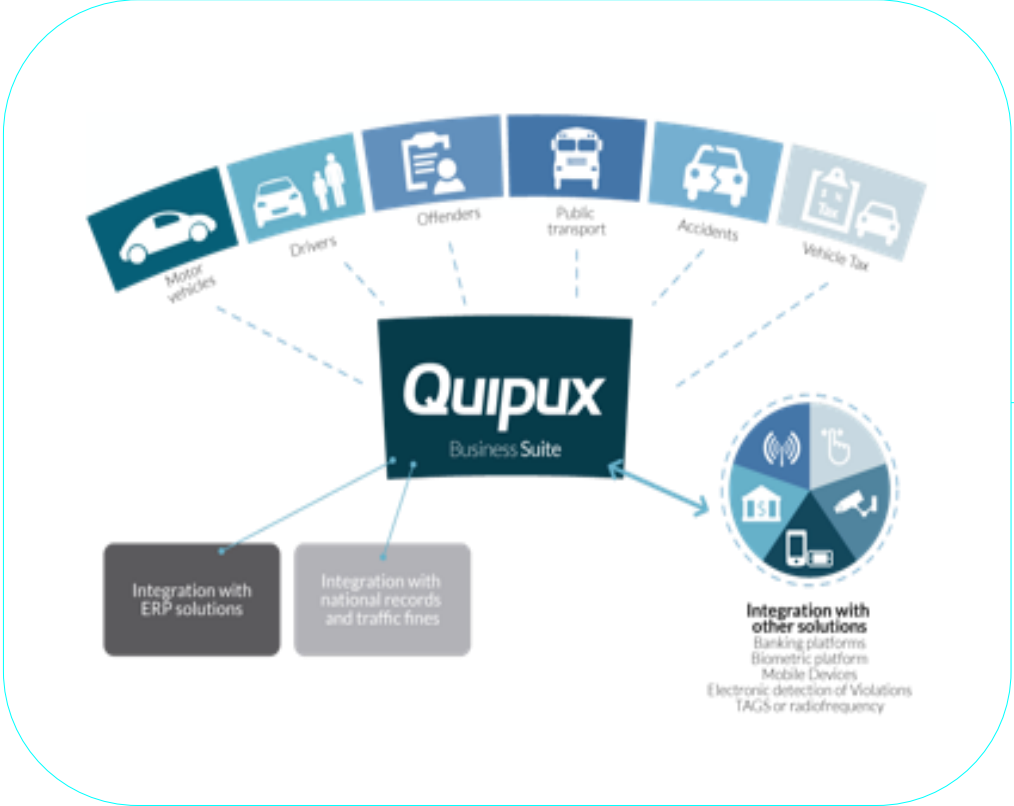 Motor
vehicles
Drivers
Offenders
Public
transport
Accidents
Tax
Vehicle Tax
Quipux
Business Suite
$
Integration with
ERP solutions
Integration with
national records
and traffic fines
Integration with
other solutions
Banking platforms
Biometric platform
Mobile Devices
Electronic detection of Violations
TAGS or radiofrequency